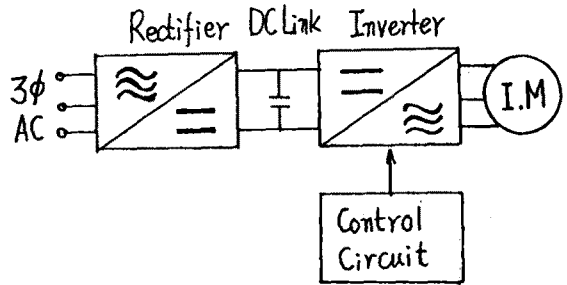 Rectifier DC Link Inverter
3φ
AC
I.M
Control
Circuit